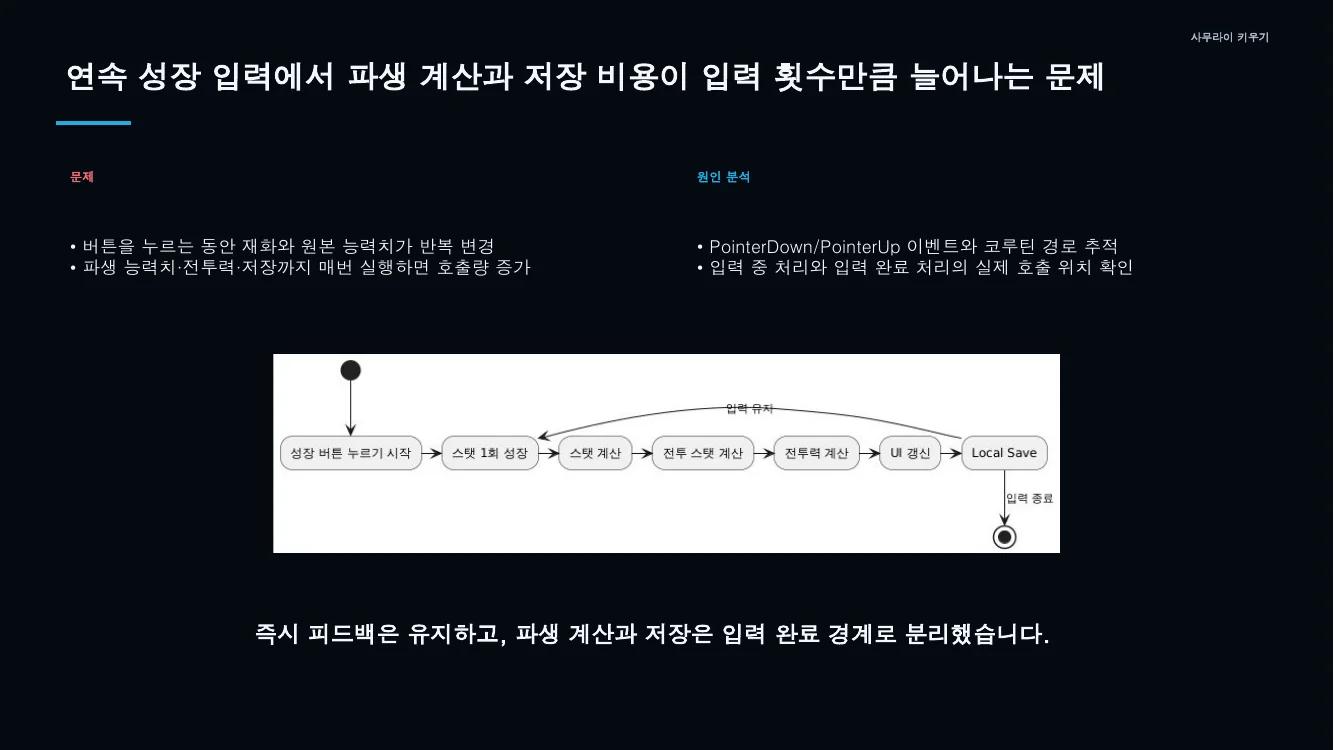 사무라이 키우기
연속 성장 입력에서 파생 계산과 저장 비용이 입력 횟수만큼 늘어나는 문제
문제
• 버튼을 누르는 동안 재화와 원본 능력치가 반복 변경
• 파생 능력치·전투력·저장까지 매번 실행하면 호출량 증가
원인 분석
• PointerDown/PointerUp 이벤트와 코루틴 경로 추적
• 입력 중 처리와 입력 완료 처리의 실제 호출 위치 확인
입력 유지
성장 버튼 누르기 시작
스탯 1회 성장
스탯 계산
전투 스탯 계산
전투력 계산
UI 갱신
Local Save
입력 종료
즉시 피드백은 유지하고, 파생 계산과 저장은 입력 완료 경계로 분리했습니다.